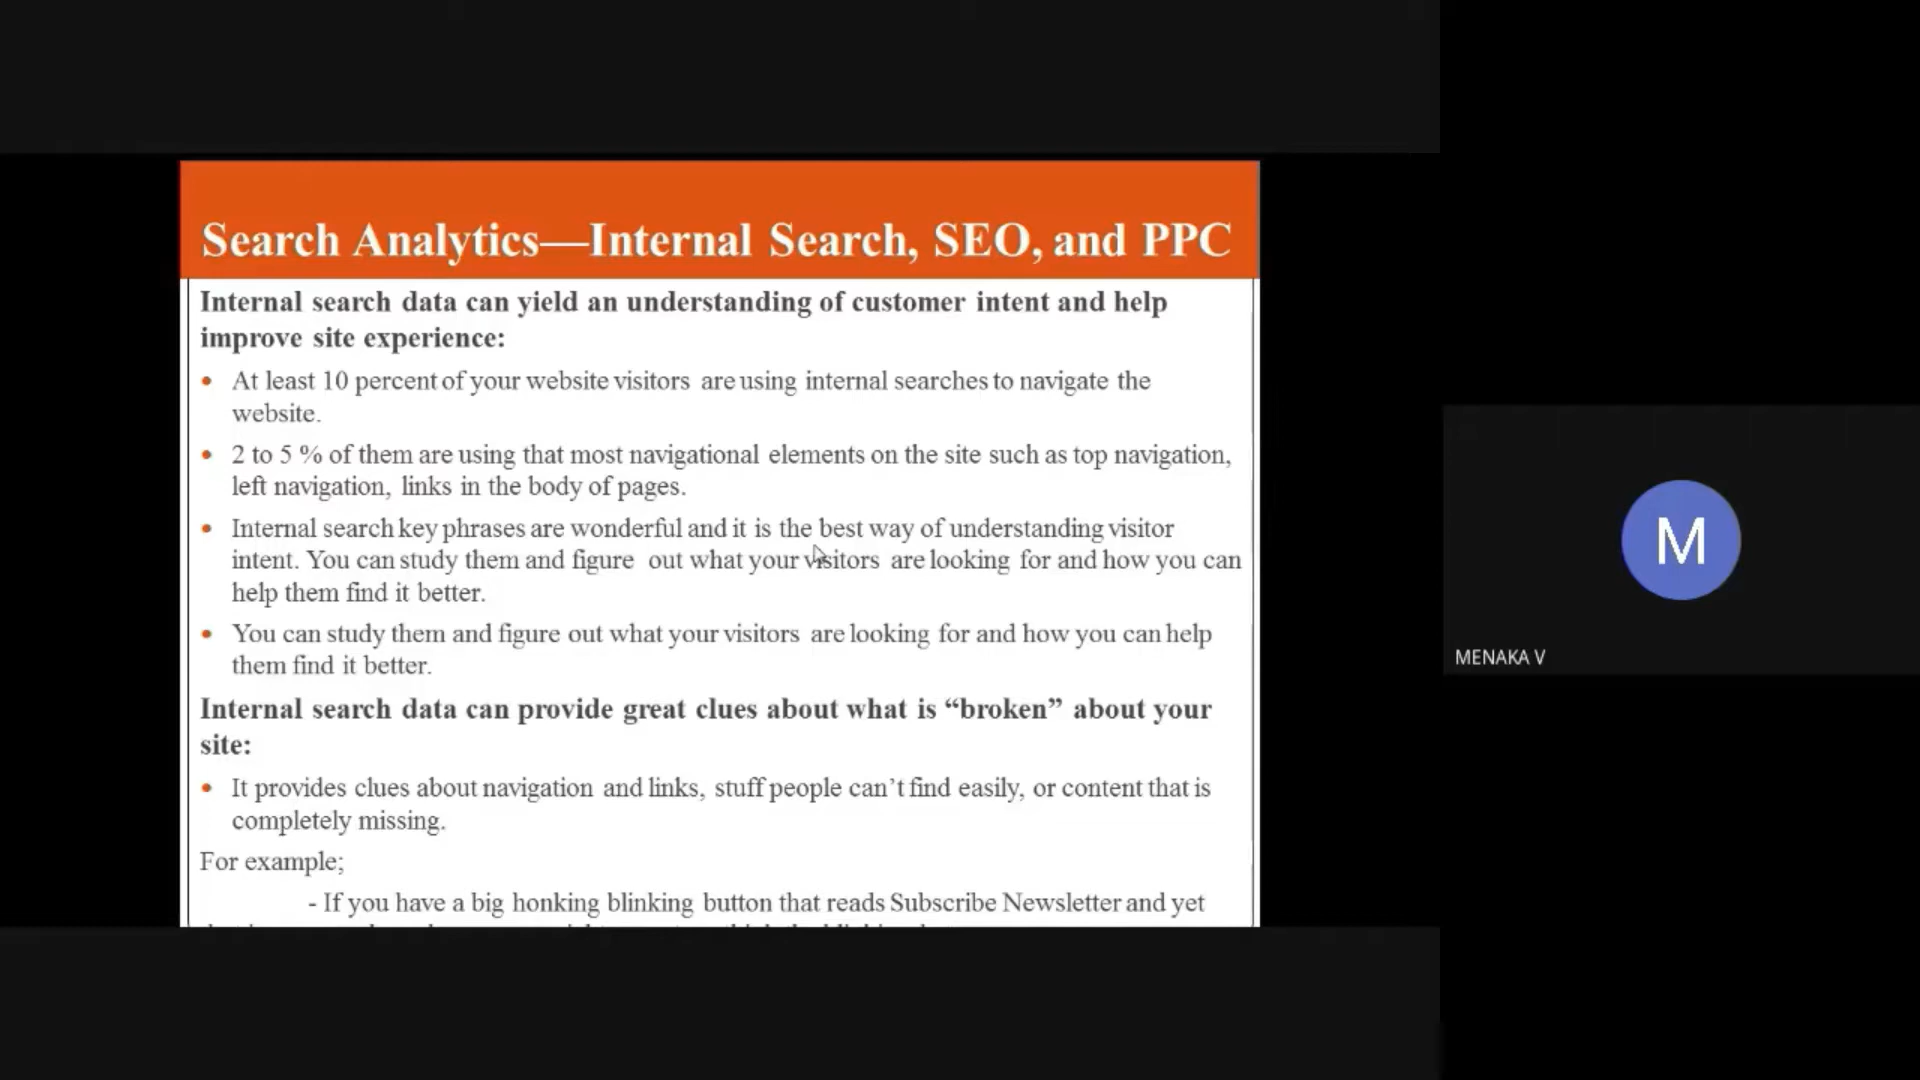 Search Analytics—Internal Search, SEO, and PPC
Internal search data can yield an understanding of customer intent and help
improve site experience:
• At least 10 percent of your website visitors are using internal searches to navigate the
website.
• 2 to 5 % of them are using that most navigational elements on the site such as top navigation,
left navigation, links in the body of pages.
• Internal search key phrases are wonderful and it is the best way of understanding visitor
intent. You can study them and figure out what your visitors are looking for and how you can
help them find it better.
• You can study them and figure out what your visitors are looking for and how you can help
them find it better.
Internal search data can provide great clues about what is “broken” about your
site:
• It provides clues about navigation and links, stuff people can’t find easily, or content that is
completely missing.
For example;
- If you have a big honking blinking button that reads Subscribe Newsletter and yet
M
MENAKA V